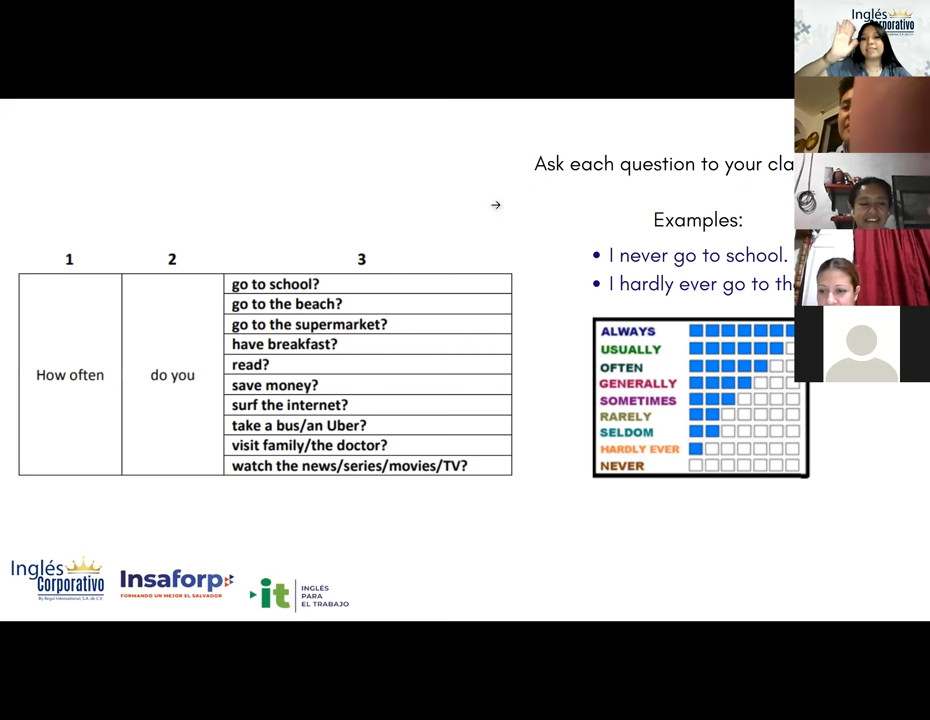 Inglés
Corporativo
Ask each question to your cla
Examples:
• I never go to school.
• I hardly ever go to th
1 2 3
How often
do you
go to school?
go to the beach?
go to the supermarket?
have breakfast?
read?
save money?
surf the internet?
take a bus/an Uber?
visit family/the doctor?
watch the news/series/movies/TV?
ALWAYS
USUALLY
OFTEN
GENERALLY
SOMETIMES
RARELY
SELDOM
HARDLY EVER
NEVER
Inglés
Corporativo
By Regal International, S.A. de C.V.
Insaforp
FORMANDO UN MEJOR EL SALVADOR
it
INGLÉS
PARA
EL TRABAJO